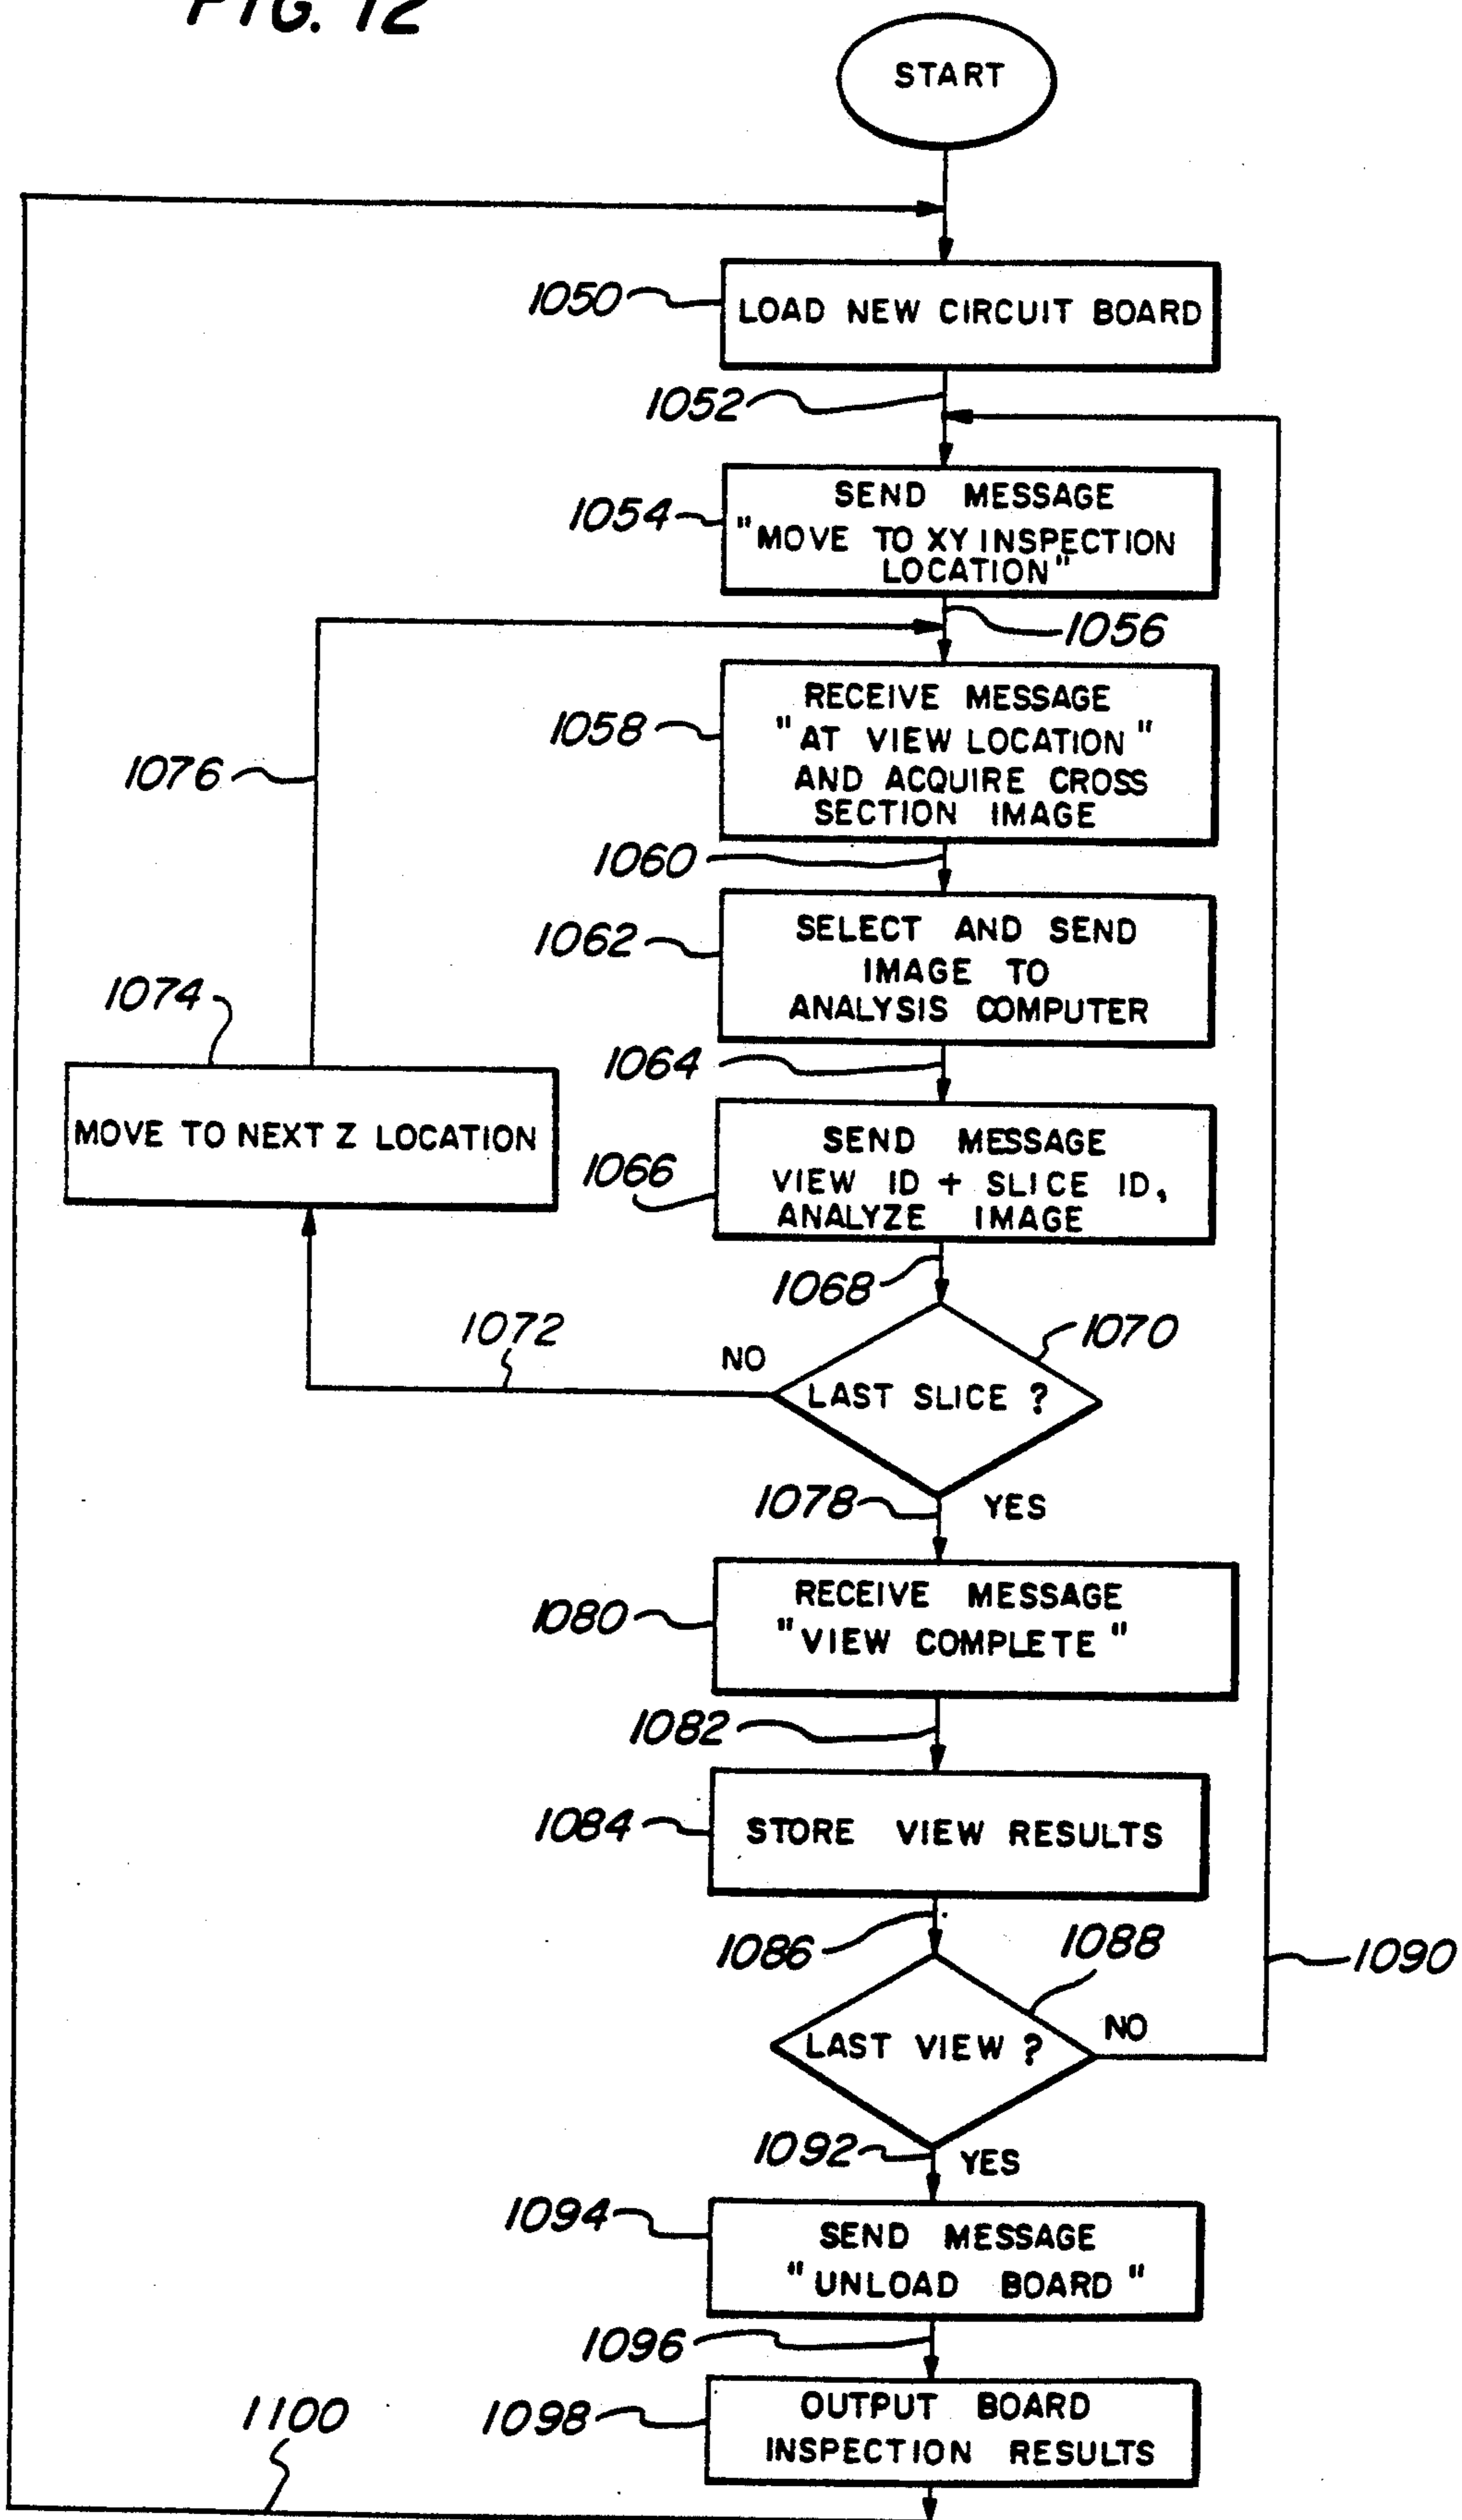 FIG. 12
START
1050
LOAD NEW CIRCUIT BOARD
1052
1054
SEND MESSAGE
"MOVE TO XY INSPECTION
LOCATION"
1056
1058
RECEIVE MESSAGE
"AT VIEW LOCATION"
AND ACQUIRE CROSS
SECTION IMAGE
1076
1060
1062
SELECT AND SEND
IMAGE TO
ANALYSIS COMPUTER
1074
1064
MOVE TO NEXT Z LOCATION
1066
SEND MESSAGE
VIEW ID + SLICE ID,
ANALYZE IMAGE
1068
1070
1072
NO
LAST SLICE ?
1078
YES
1080
RECEIVE MESSAGE
"VIEW COMPLETE"
1082
1084
STORE VIEW RESULTS
1086
1088
1090
LAST VIEW ?
NO
1092
YES
1094
SEND MESSAGE
"UNLOAD BOARD"
1096
1100
1098
OUTPUT BOARD
INSPECTION RESULTS